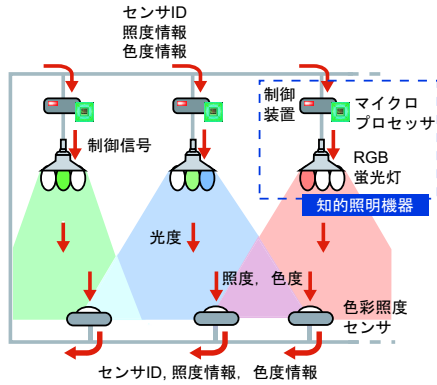 センサID
照度情報
色度情報
制御
装置
マイクロ
プロセッサ
制御信号
RGB
蛍光灯
知的照明機器
光度
照度，色度
色彩照度
センサ
センサID, 照度情報，色度情報